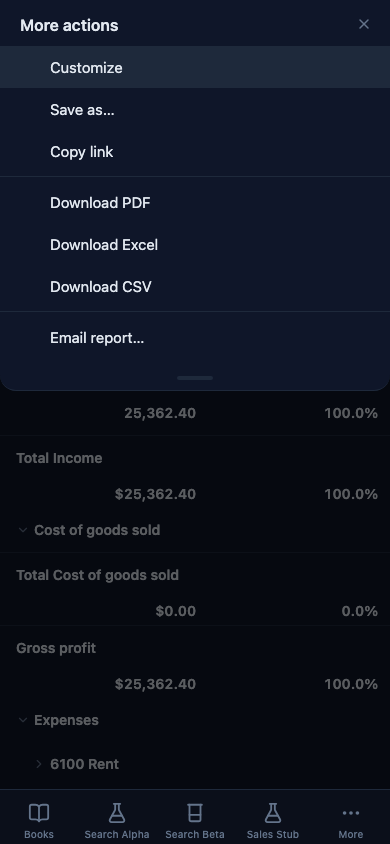 More actions
Customize
Save as...
Copy link
Download PDF
Download Excel
Download CSV
Email report...
25,362.40 100.0%
Total Income
$25,362.40 100.0%
Cost of goods sold
Total Cost of goods sold
$0.00 0.0%
Gross profit
$25,362.40 100.0%
Expenses
6100 Rent
Books Search Alpha Search Beta Sales Stub More